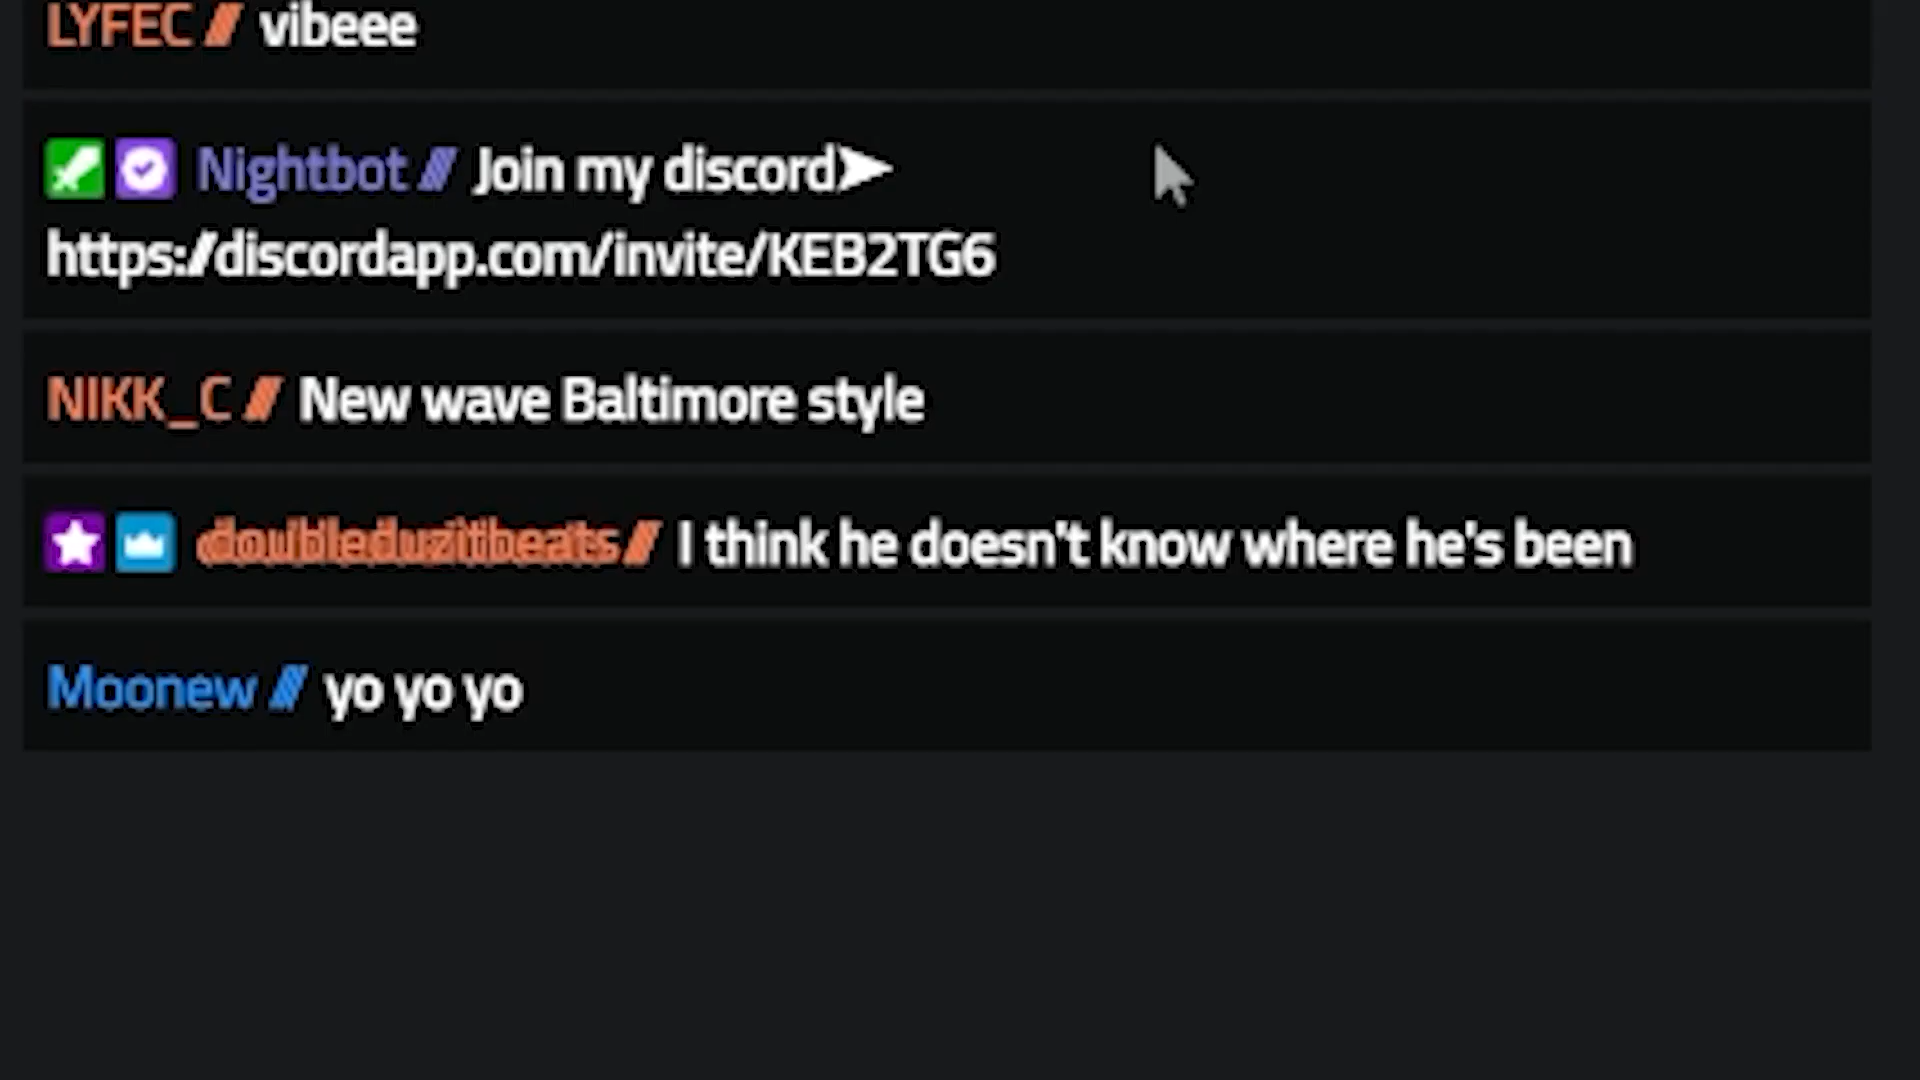 LYFEC // vibeee
Nightbot // Join my discord➤
https://discordapp.com/invite/KEB2TG6
NIKK_C // New wave Baltimore style
doubleduzitbeats // I think he doesn't know where he's been
Moonew // yo yo yo